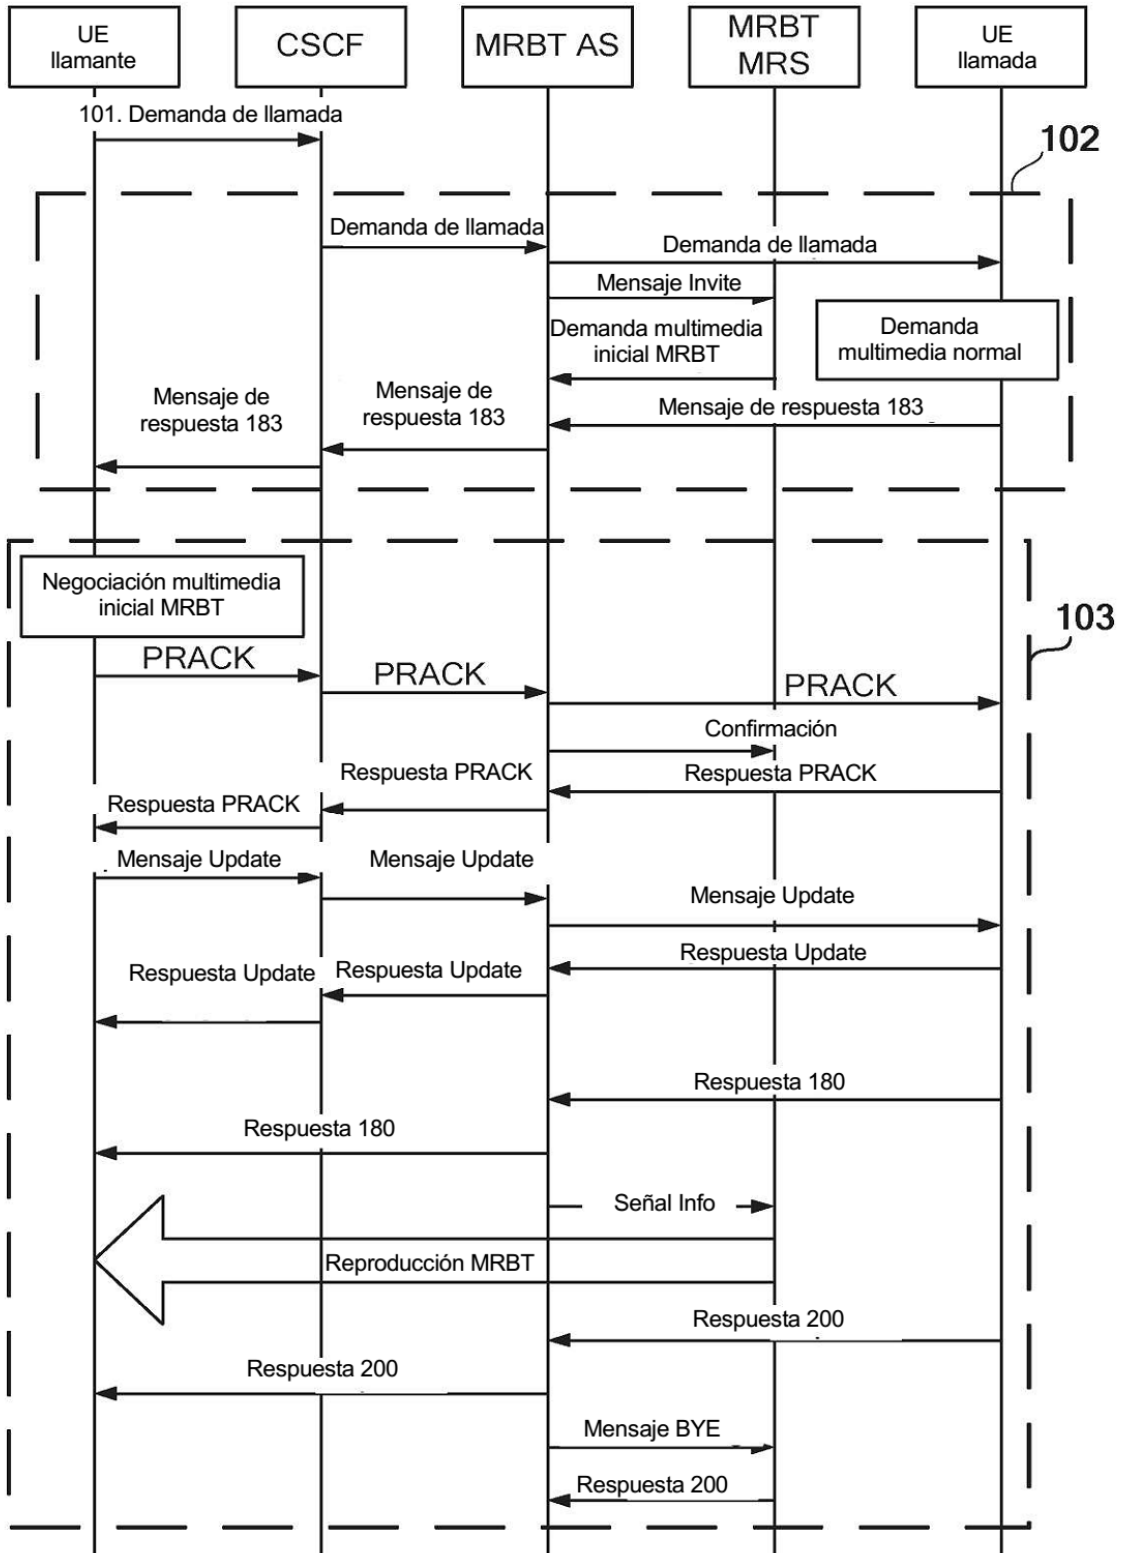 UE
llamante
CSCF
MRBT AS
MRBT
MRS
UE
llamada
101. Demanda de llamada
102
Demanda de llamada
Demanda de llamada
Mensaje Invite
Demanda multimedia
inicial MRBT
Demanda
multimedia normal
Mensaje de
respuesta 183
Mensaje de
respuesta 183
Mensaje de respuesta 183
Negociación multimedia
inicial MRBT
103
PRACK
PRACK
PRACK
Confirmación
Respuesta PRACK
Respuesta PRACK
Respuesta PRACK
Mensaje Update
Mensaje Update
Mensaje Update
Respuesta Update
Respuesta Update
Respuesta Update
Respuesta 180
Respuesta 180
Señal Info
Reproducción MRBT
Respuesta 200
Respuesta 200
Mensaje BYE
Respuesta 200